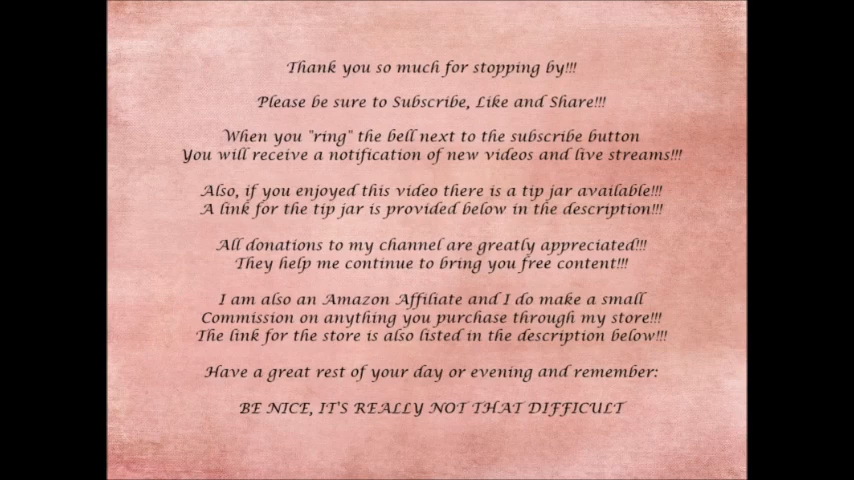 Thank you so much for stopping by!!!
Please be sure to Subscribe, Like and Share!!!
When you "ring" the bell next to the subscribe button
You will receive a notification of new videos and live streams!!!
Also, if you enjoyed this video there is a tip jar available!!!
A link for the tip jar is provided below in the description!!!
All donations to my channel are greatly appreciated!!!
They help me continue to bring you free content!!!
I am also an Amazon Affiliate and I do make a small
Commission on anything you purchase through my store!!!
The link for the store is also listed in the description below!!!
Have a great rest of your day or evening and remember:
BE NICE, IT'S REALLY NOT THAT DIFFICULT